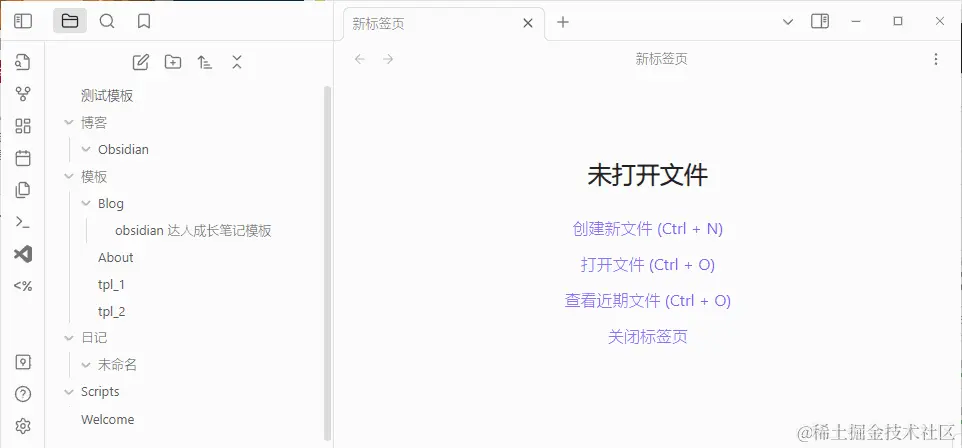 新标签页
新标签页
测试模板
博客
Obsidian
模板
Blog
obsidian 达人成长笔记模板
About
tpl_1
tpl_2
日记
未命名
Scripts
Welcome
<%
未打开文件
创建新文件 (Ctrl + N)
打开文件 (Ctrl + O)
查看近期文件 (Ctrl + O)
关闭标签页
@稀土掘金技术社区